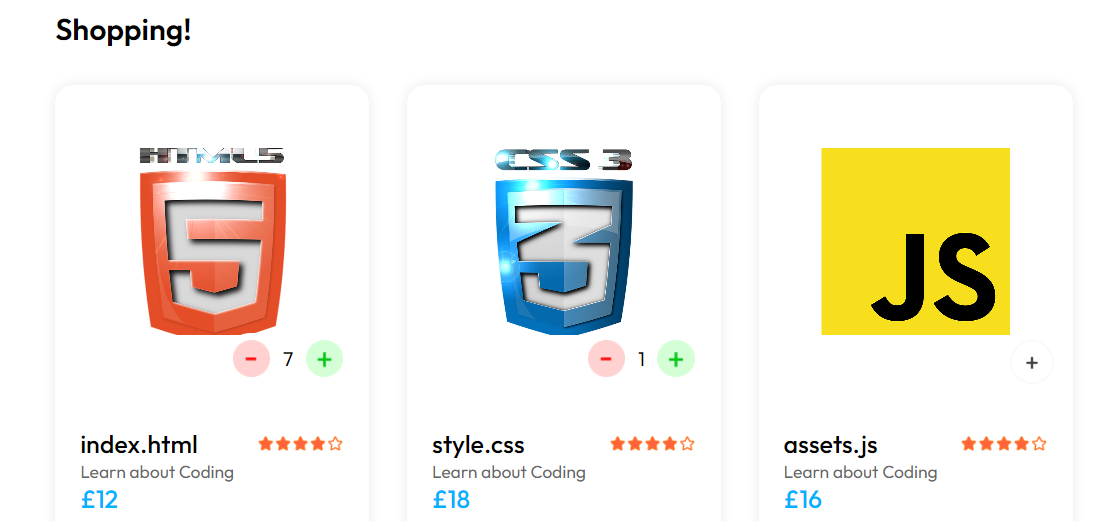 Shopping!
HTML5
CSS 3
JS
- 7 +
- 1 +
+
index.html
Learn about Coding
£12
style.css
Learn about Coding
£18
assets.js
Learn about Coding
£16